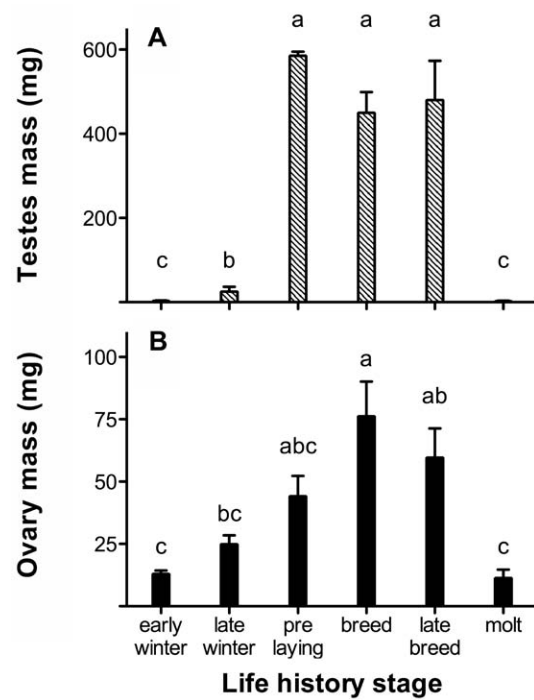 A
Testes mass (mg)
600
400
200
c b a a a c
B
Ovary mass (mg)
100
75
50
25
c bc abc a ab c
early winter late winter pre laying breed late breed molt
Life history stage